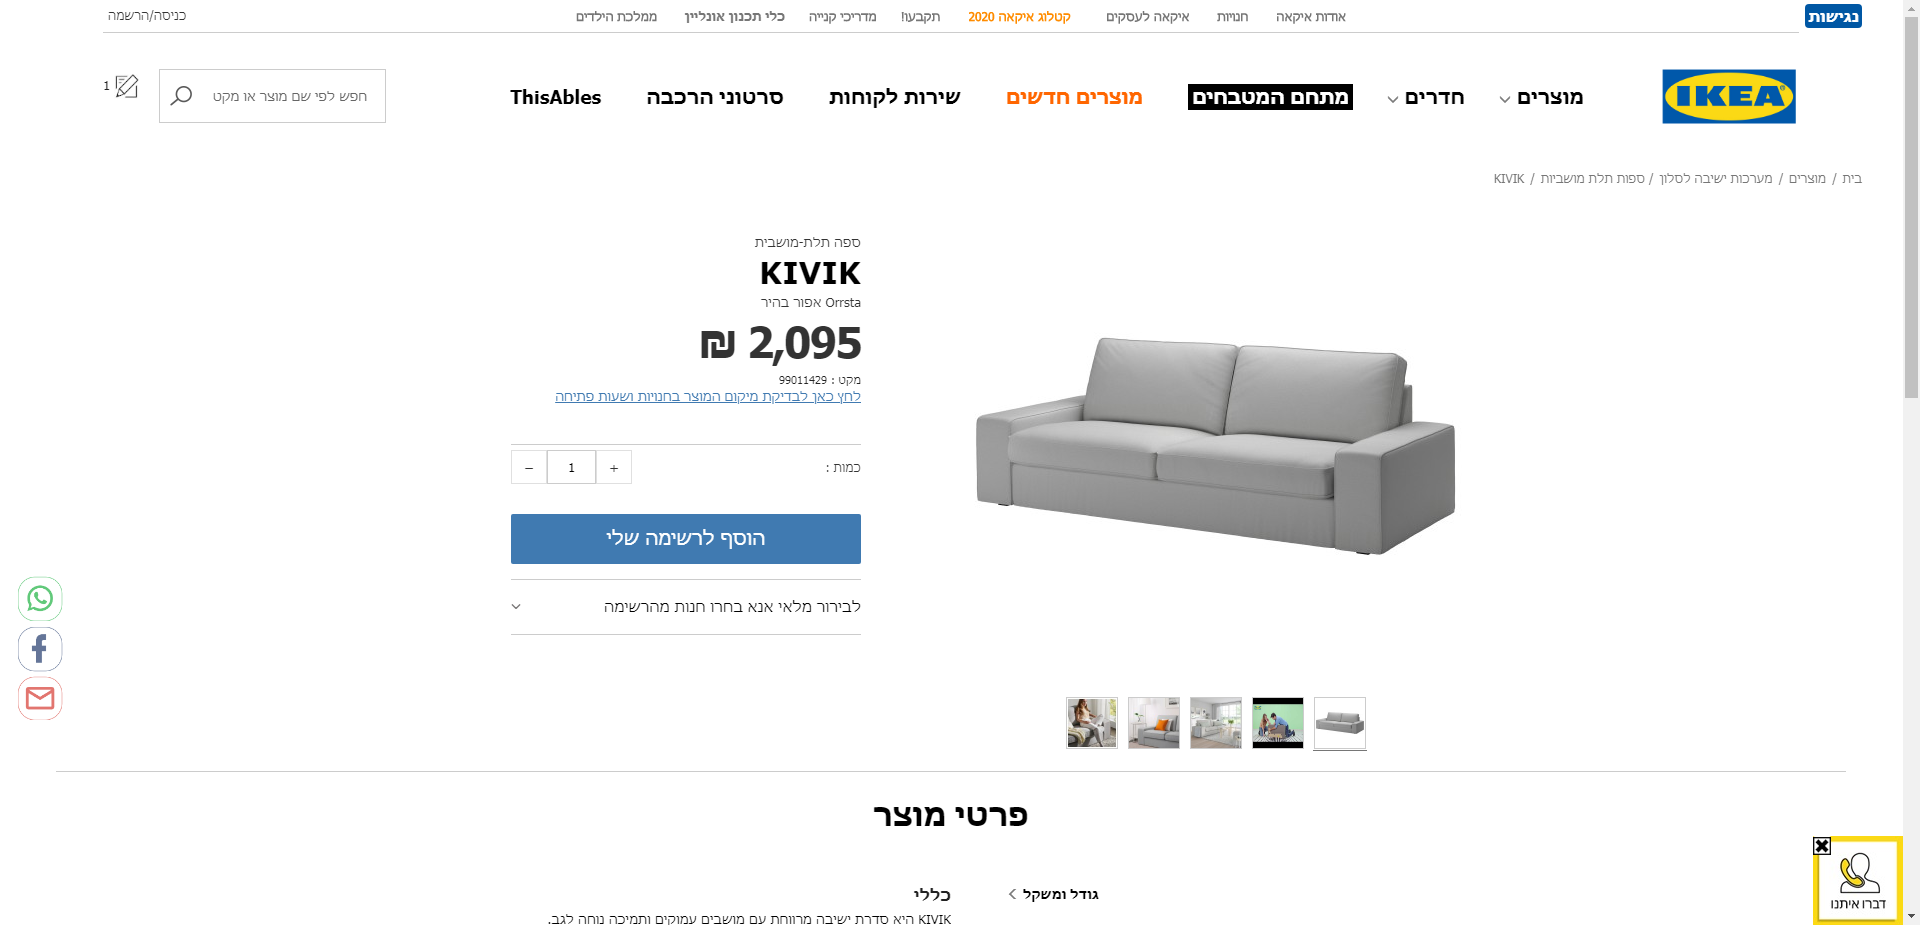 נגישות
אודות איקאה
חנויות
איקאה לעסקים
קטלוג איקאה 2020
תקבעו!
מדריכי קנייה
כלי תכנון אונליין
ממלכת הילדים
כניסה/הרשמה
IKEA
מוצרים
חדרים
מתחם המטבחים
מוצרים חדשים
שירות לקוחות
סרטוני הרכבה
ThisAbles
חפש לפי שם מוצר או מקט
1
בית / מוצרים / מערכות ישיבה לסלון / ספות תלת מושביות / KIVIK
ספה תלת-מושבית
KIVIK
Orrsta אפור בהיר
2,095 ₪
מקט : 99011429
לחץ כאן לבדיקת מיקום המוצר בחנויות ושעות פתיחה
כמות :
+ 1 −
הוסף לרשימה שלי
לבירור מלאי אנא בחרו חנות מהרשימה
פרטי מוצר
גודל ומשקל
כללי
KIVIK היא סדרת ישיבה מרווחת עם מושבים עמוקים ותמיכה נוחה לגב.
דברו איתנו